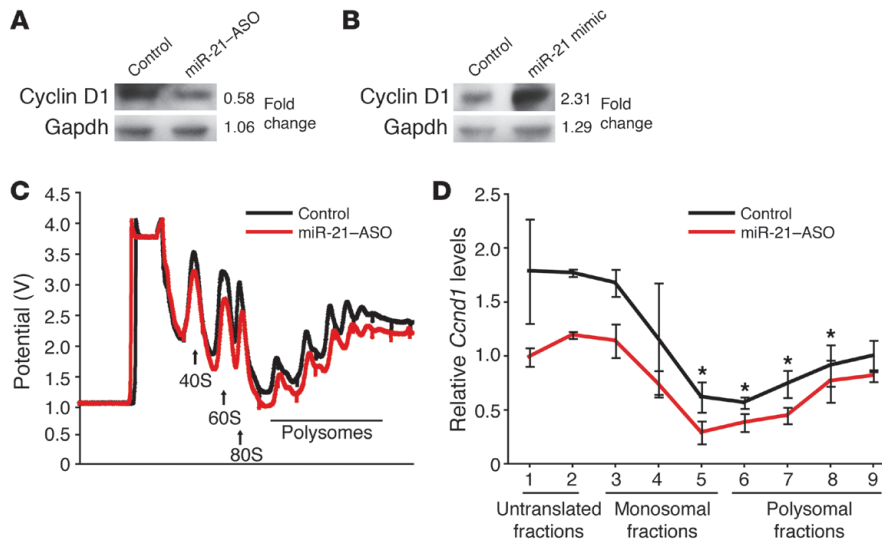 A
Control
miR-21–ASO
Cyclin D1
0.58
Fold
change
Gapdh
1.06
B
Control
miR-21 mimic
Cyclin D1
2.31
Fold
change
Gapdh
1.29
C
Potential (V)
4.5
4.0
3.5
3.0
2.5
2.0
1.5
1.0
0.5
0
Control
miR-21–ASO
40S
60S
80S
Polysomes
D
Relative Ccnd1 levels
2.5
2.0
1.5
1.0
0.5
0
Control
miR-21–ASO
* * * *
1 2 3 4 5 6 7 8 9
Untranslated
fractions
Monosomal
fractions
Polysomal
fractions